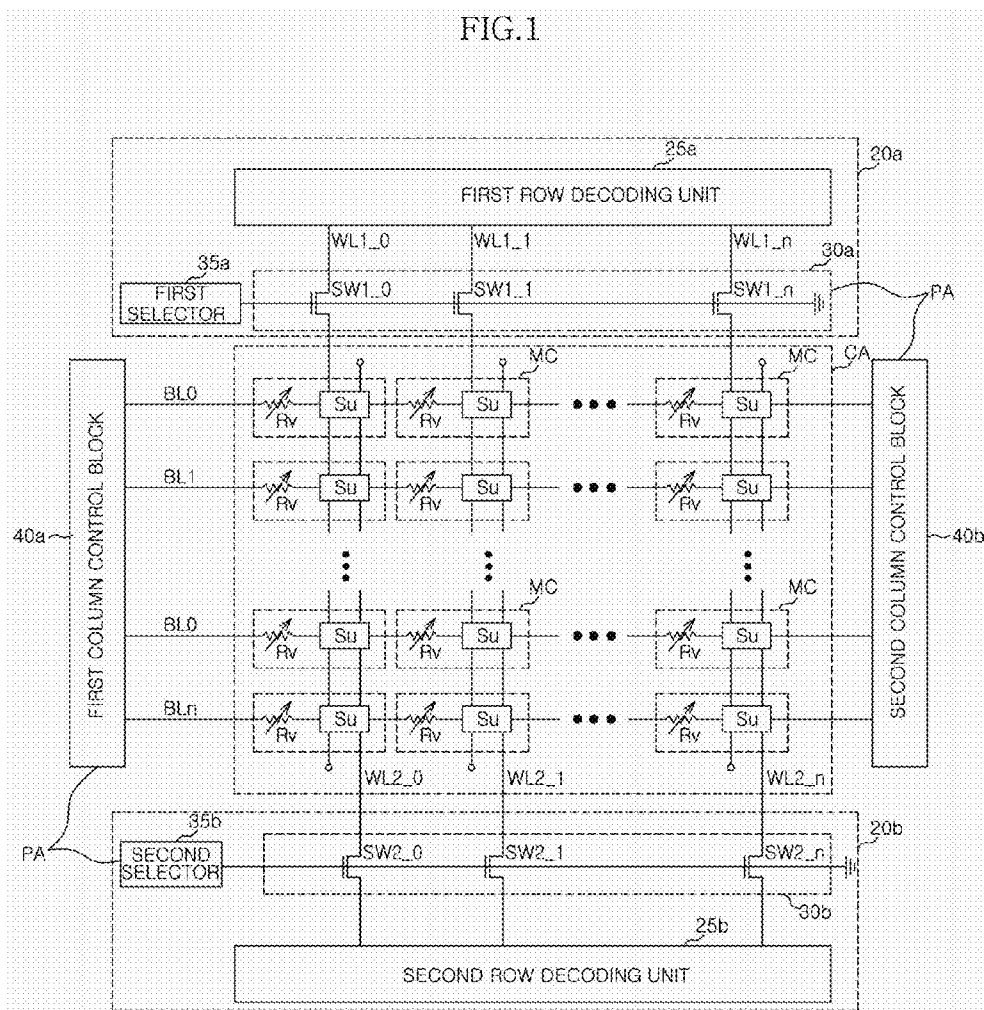 FIG.1
25a
20a
FIRST ROW DECODING UNIT
WL1_0
WL1_1
WL1_n
30a
35a
FIRST
SELECTOR
SW1_0
SW1_1
SW1_n
PA
MC
MC
CA
BL0
Rv
Su
Rv
Su
Rv
Su
BL1
Rv
Su
Rv
Su
Rv
Su
40a
FIRST COLUMN CONTROL BLOCK
SECOND COLUMN CONTROL BLOCK
40b
MC
MC
BL0
Rv
Su
Rv
Su
Rv
Su
BLn
Rv
Su
Rv
Su
Rv
Su
WL2_0
WL2_1
WL2_n
PA
35b
SECOND
SELECTOR
SW2_0
SW2_1
SW2_n
20b
30b
25b
SECOND ROW DECODING UNIT